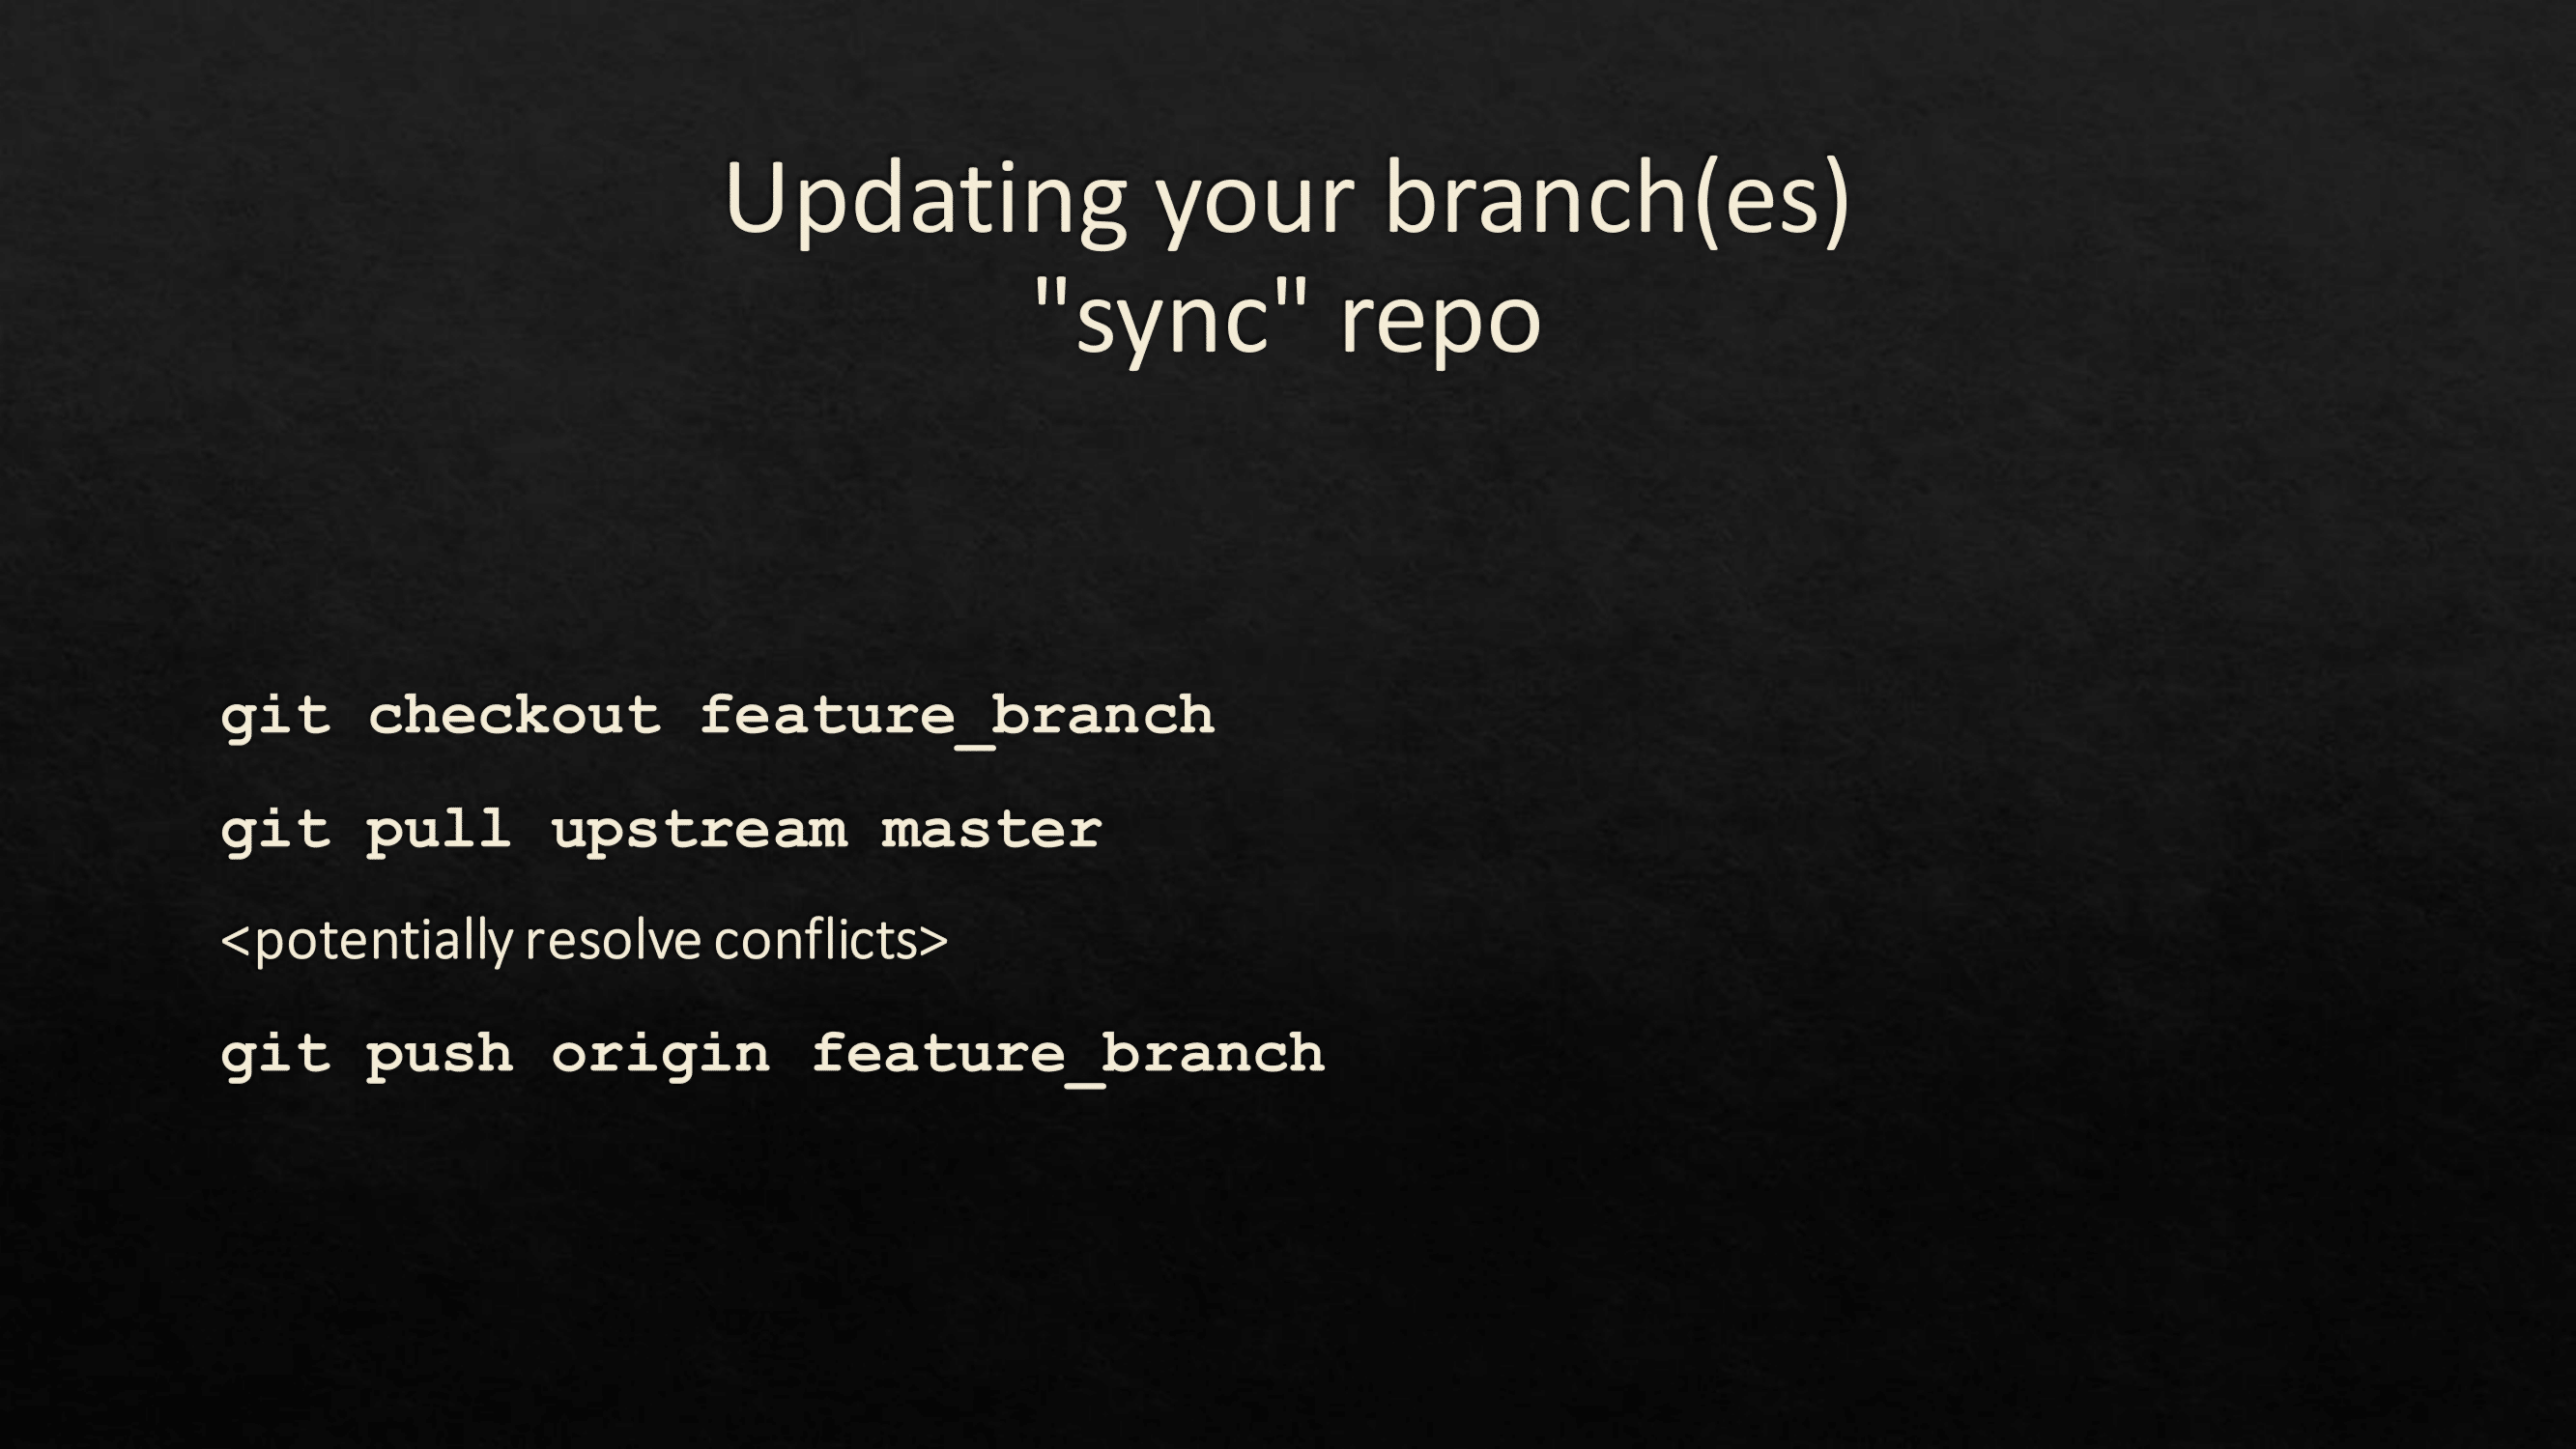 Updating your branch(es)
"sync" repo
git checkout feature_branch
git pull upstream master
<potentially resolve conflicts>
git push origin feature_branch